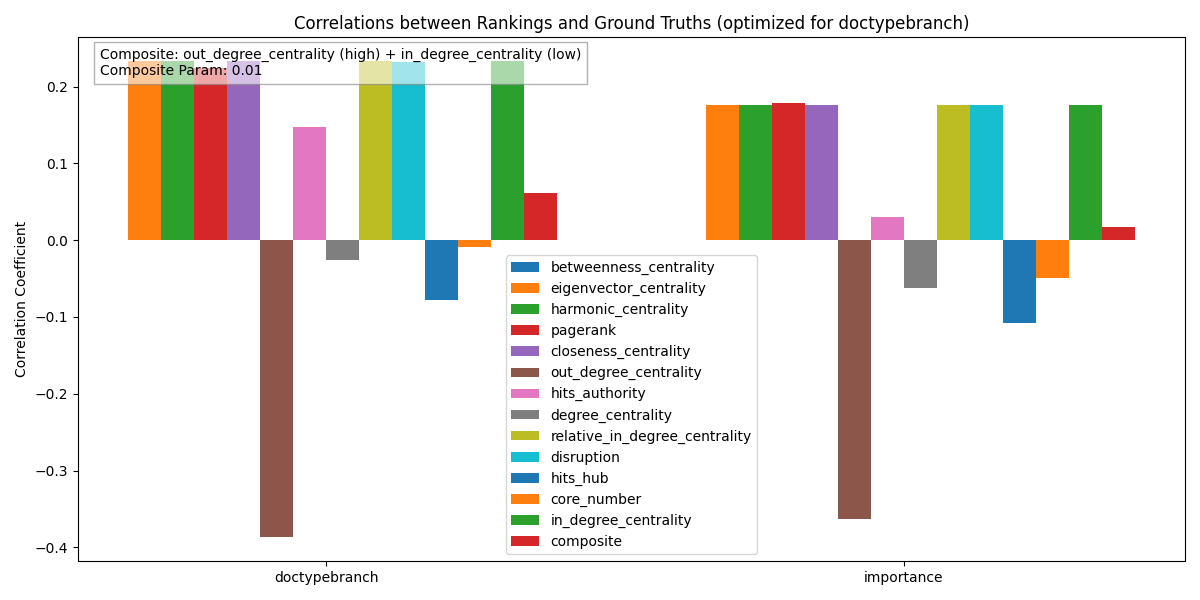 Correlations between Rankings and Ground Truths (optimized for doctypebranch)
Composite: out_degree_centrality (high) + in_degree_centrality (low)
Composite Param: 0.01
Correlation Coefficient
0.2
0.1
0.0
−0.1
−0.2
−0.3
−0.4
betweenness_centrality
eigenvector_centrality
harmonic_centrality
pagerank
closeness_centrality
out_degree_centrality
hits_authority
degree_centrality
relative_in_degree_centrality
disruption
hits_hub
core_number
in_degree_centrality
composite
doctypebranch
importance